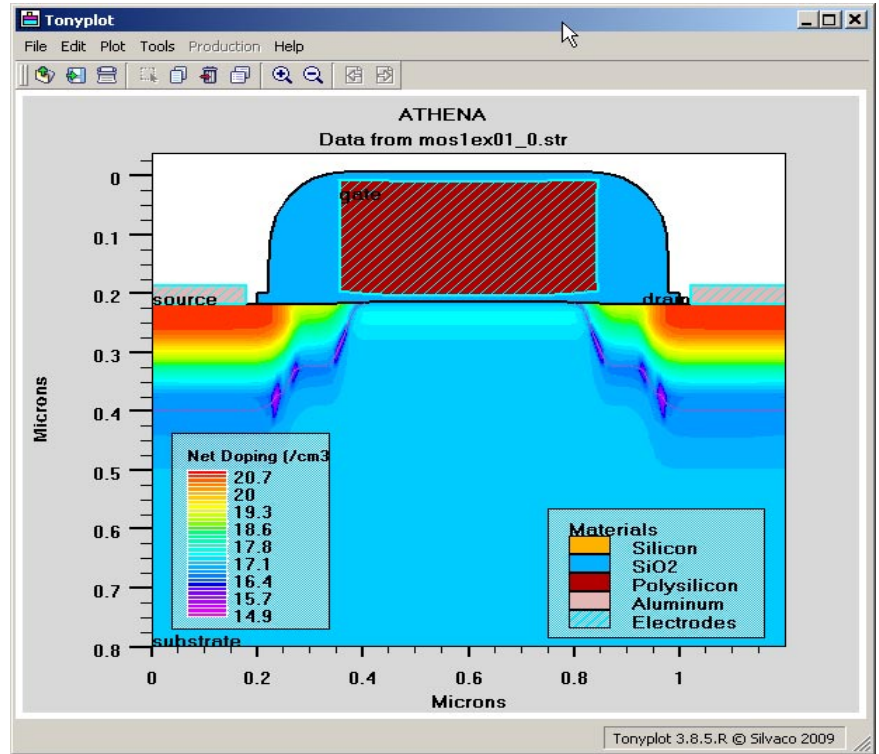 Tonyplot
File Edit Plot Tools Production Help
ATHENA
Data from mos1ex01_0.str
0
0.1
0.2
0.3
0.4
0.5
0.6
0.7
0.8
Microns
gate
source
drain
substrate
Net Doping (/cm3
20.7
20
19.3
18.6
17.8
17.1
16.4
15.7
14.9
Materials
Silicon
SiO2
Polysilicon
Aluminum
Electrodes
0 0.2 0.4 0.6 0.8 1
Microns
Tonyplot 3.8.5.R © Silvaco 2009